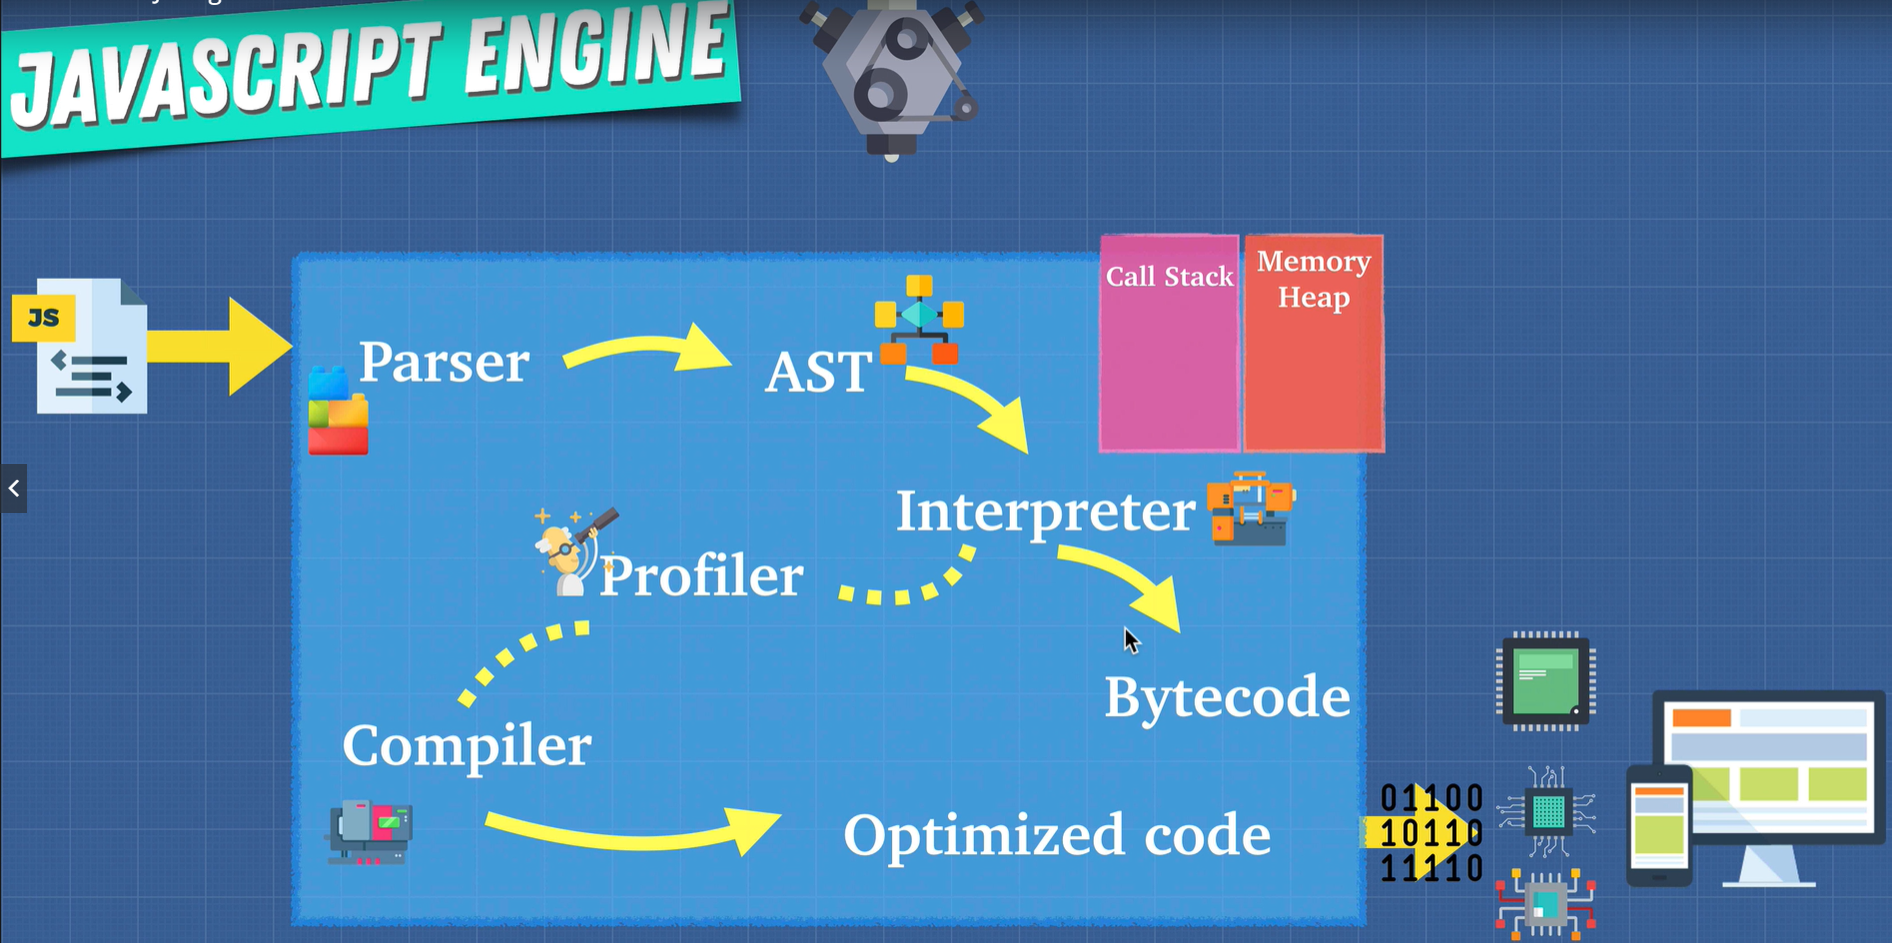 JAVASCRIPT ENGINE
Call Stack
Memory
Heap
JS
Parser
AST
Interpreter
Profiler
Bytecode
Compiler
Optimized code
01100
10110
11110